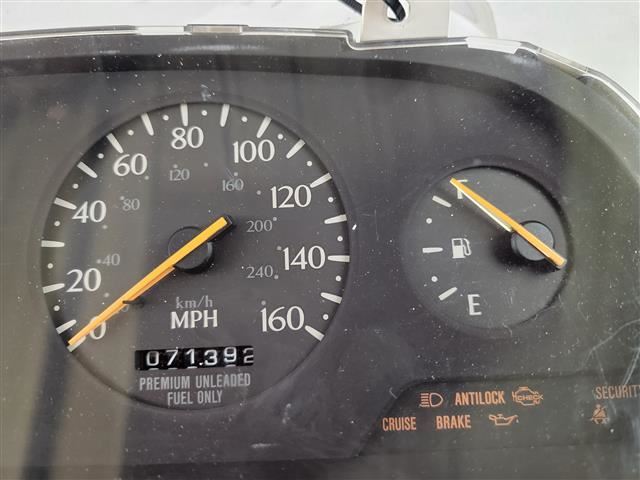 80
60 100
120 160
40 80 120
200
20 40 140
240
0 km/h 160
MPH
071392
PREMIUM UNLEADED
FUEL ONLY
F
E
ANTILOCK CHECK SECURITY
CRUISE BRAKE